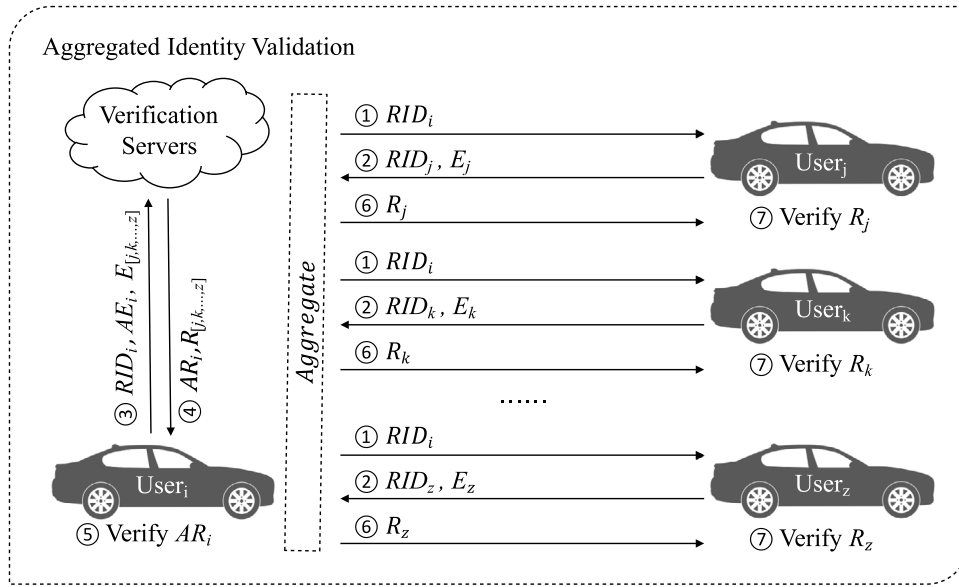 Aggregated Identity Validation
Verification
Servers
③ RID_i, AE_i, E_[j,k,...,z]
④ AR_i, R_[j,k,...,z]
User_i
⑤ Verify AR_i
Aggregate
① RID_i
② RID_j, E_j
⑥ R_j
User_j
⑦ Verify R_j
① RID_i
② RID_k, E_k
⑥ R_k
User_k
⑦ Verify R_k
......
① RID_i
② RID_z, E_z
⑥ R_z
User_z
⑦ Verify R_z